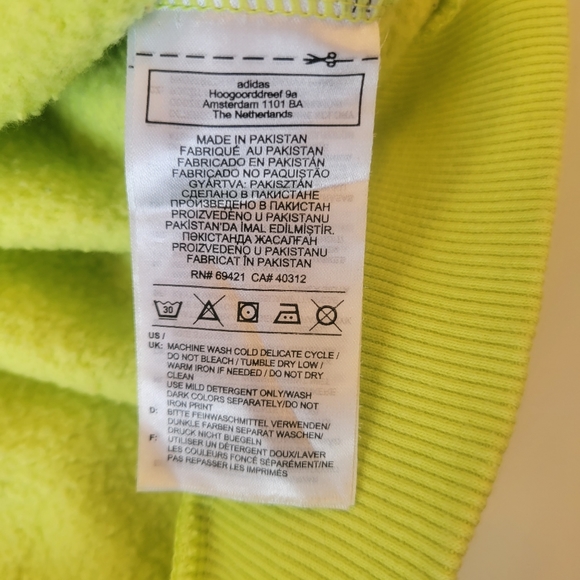 adidas
Hoogoorddreef 9a
Amsterdam 1101 BA
The Netherlands
MADE IN PAKISTAN
FABRIQUÉ AU PAKISTAN
FABRICADO EN PAKISTÁN
FABRICADO NO PAQUISTÃO
GYÁRTVA: PAKISZTÁN
СДЕЛАНО В ПАКИСТАНЕ
ПРОИЗВЕДЕНО В ПАКИСТАН
PROIZVEDENO U PAKISTANU
PAKİSTAN'DA İMAL EDİLMİŞTİR.
ПӘКІСТАНДА ЖАСАЛҒАН
PROIZVEDENO U PAKISTANU
FABRICAT ÎN PAKISTAN
RN# 69421 CA# 40312
30
US /
UK: MACHINE WASH COLD DELICATE CYCLE /
DO NOT BLEACH / TUMBLE DRY LOW /
WARM IRON IF NEEDED / DO NOT DRY
CLEAN
USE MILD DETERGENT ONLY/WASH
DARK COLORS SEPARATELY/DO NOT
IRON PRINT
D: BITTE FEINWASCHMITTEL VERWENDEN/
DUNKLE FARBEN SEPARAT WASCHEN/
DRUCK NICHT BUEGELN
F: UTILISER UN DETERGENT DOUX/LAVER
LES COULEURS FONCÉ SÉPARÉMENT/NE
PAS REPASSER LES IMPRIMÉS